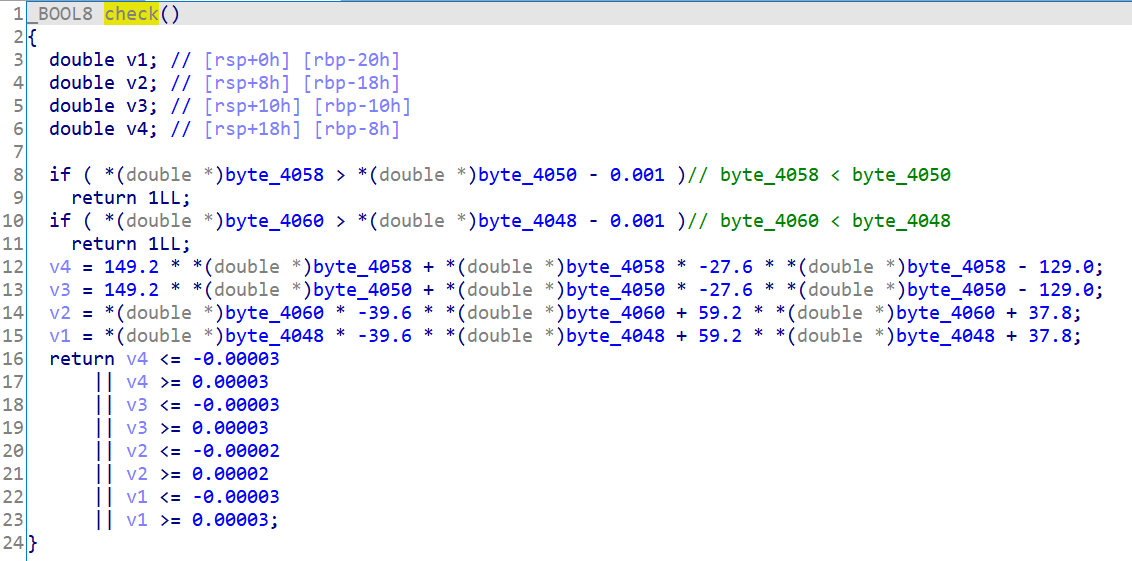 1 _BOOL8 check()
2 {
3 double v1; // [rsp+0h] [rbp-20h]
4 double v2; // [rsp+8h] [rbp-18h]
5 double v3; // [rsp+10h] [rbp-10h]
6 double v4; // [rsp+18h] [rbp-8h]
7
8 if ( *(double *)byte_4058 > *(double *)byte_4050 - 0.001 )// byte_4058 < byte_4050
9 return 1LL;
10 if ( *(double *)byte_4060 > *(double *)byte_4048 - 0.001 )// byte_4060 < byte_4048
11 return 1LL;
12 v4 = 149.2 * *(double *)byte_4058 + *(double *)byte_4058 * -27.6 * *(double *)byte_4058 - 129.0;
13 v3 = 149.2 * *(double *)byte_4050 + *(double *)byte_4050 * -27.6 * *(double *)byte_4050 - 129.0;
14 v2 = *(double *)byte_4060 * -39.6 * *(double *)byte_4060 + 59.2 * *(double *)byte_4060 + 37.8;
15 v1 = *(double *)byte_4048 * -39.6 * *(double *)byte_4048 + 59.2 * *(double *)byte_4048 + 37.8;
16 return v4 <= -0.00003
17 || v4 >= 0.00003
18 || v3 <= -0.00003
19 || v3 >= 0.00003
20 || v2 <= -0.00002
21 || v2 >= 0.00002
22 || v1 <= -0.00003
23 || v1 >= 0.00003;
24 }